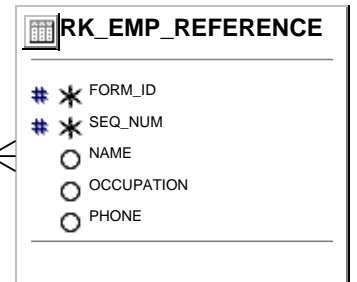 RK_EMP_REFERENCE
# * FORM_ID
# * SEQ_NUM
NAME
OCCUPATION
PHONE